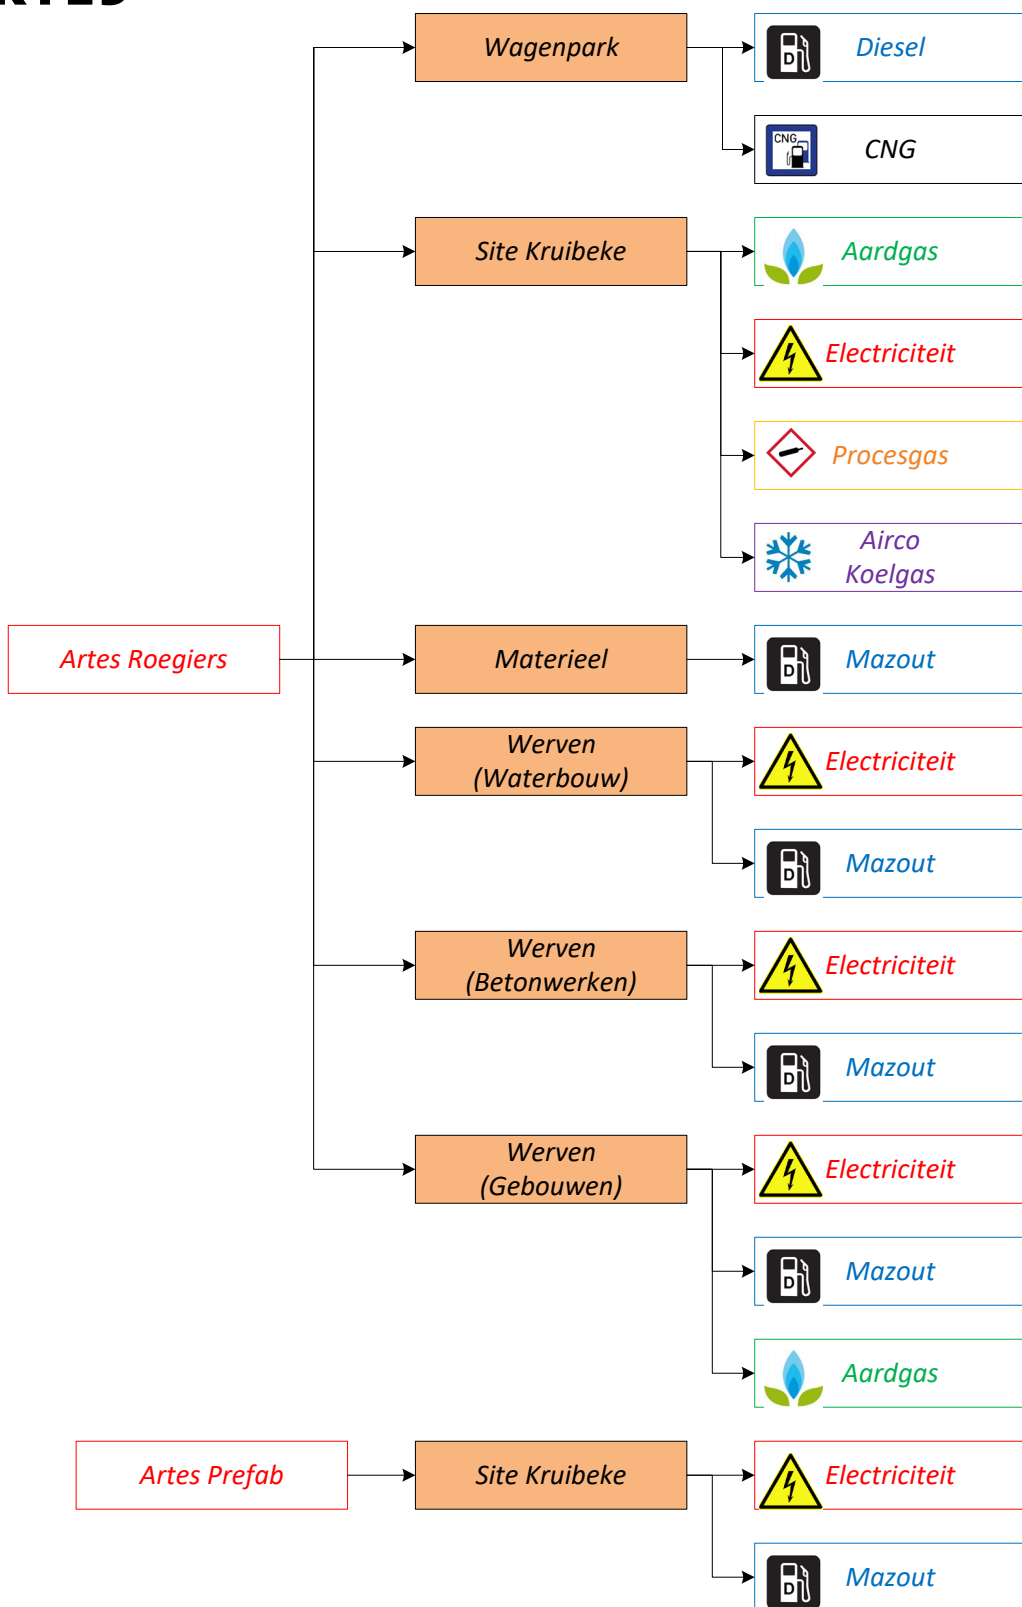 Wagenpark
Diesel
CNG
CNG
Site Kruibeke
Aardgas
Electriciteit
Procesgas
Airco
Koelgas
Artes Roegiers
Materieel
D
Mazout
Werven
(Waterbouw)
Electriciteit
D
Mazout
Werven
(Betonwerken)
Electriciteit
D
Mazout
Werven
(Gebouwen)
Electriciteit
D
Mazout
Aardgas
Artes Prefab
Site Kruibeke
Electriciteit
D
Mazout